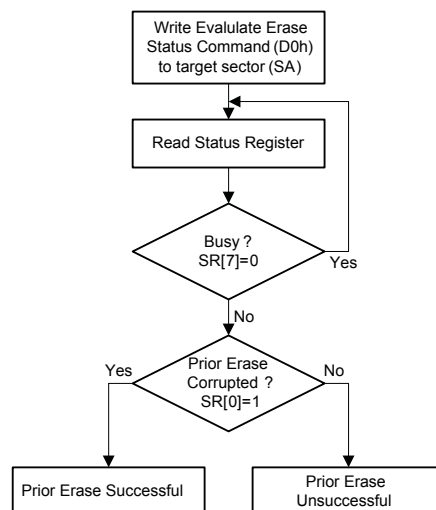 Write Evalulate Erase
Status Command (D0h)
to target sector (SA)
Read Status Register
Busy ?
SR[7]=0
Yes
No
Yes
Prior Erase
Corrupted ?
SR[0]=1
No
Prior Erase Successful
Prior Erase
Unsuccessful